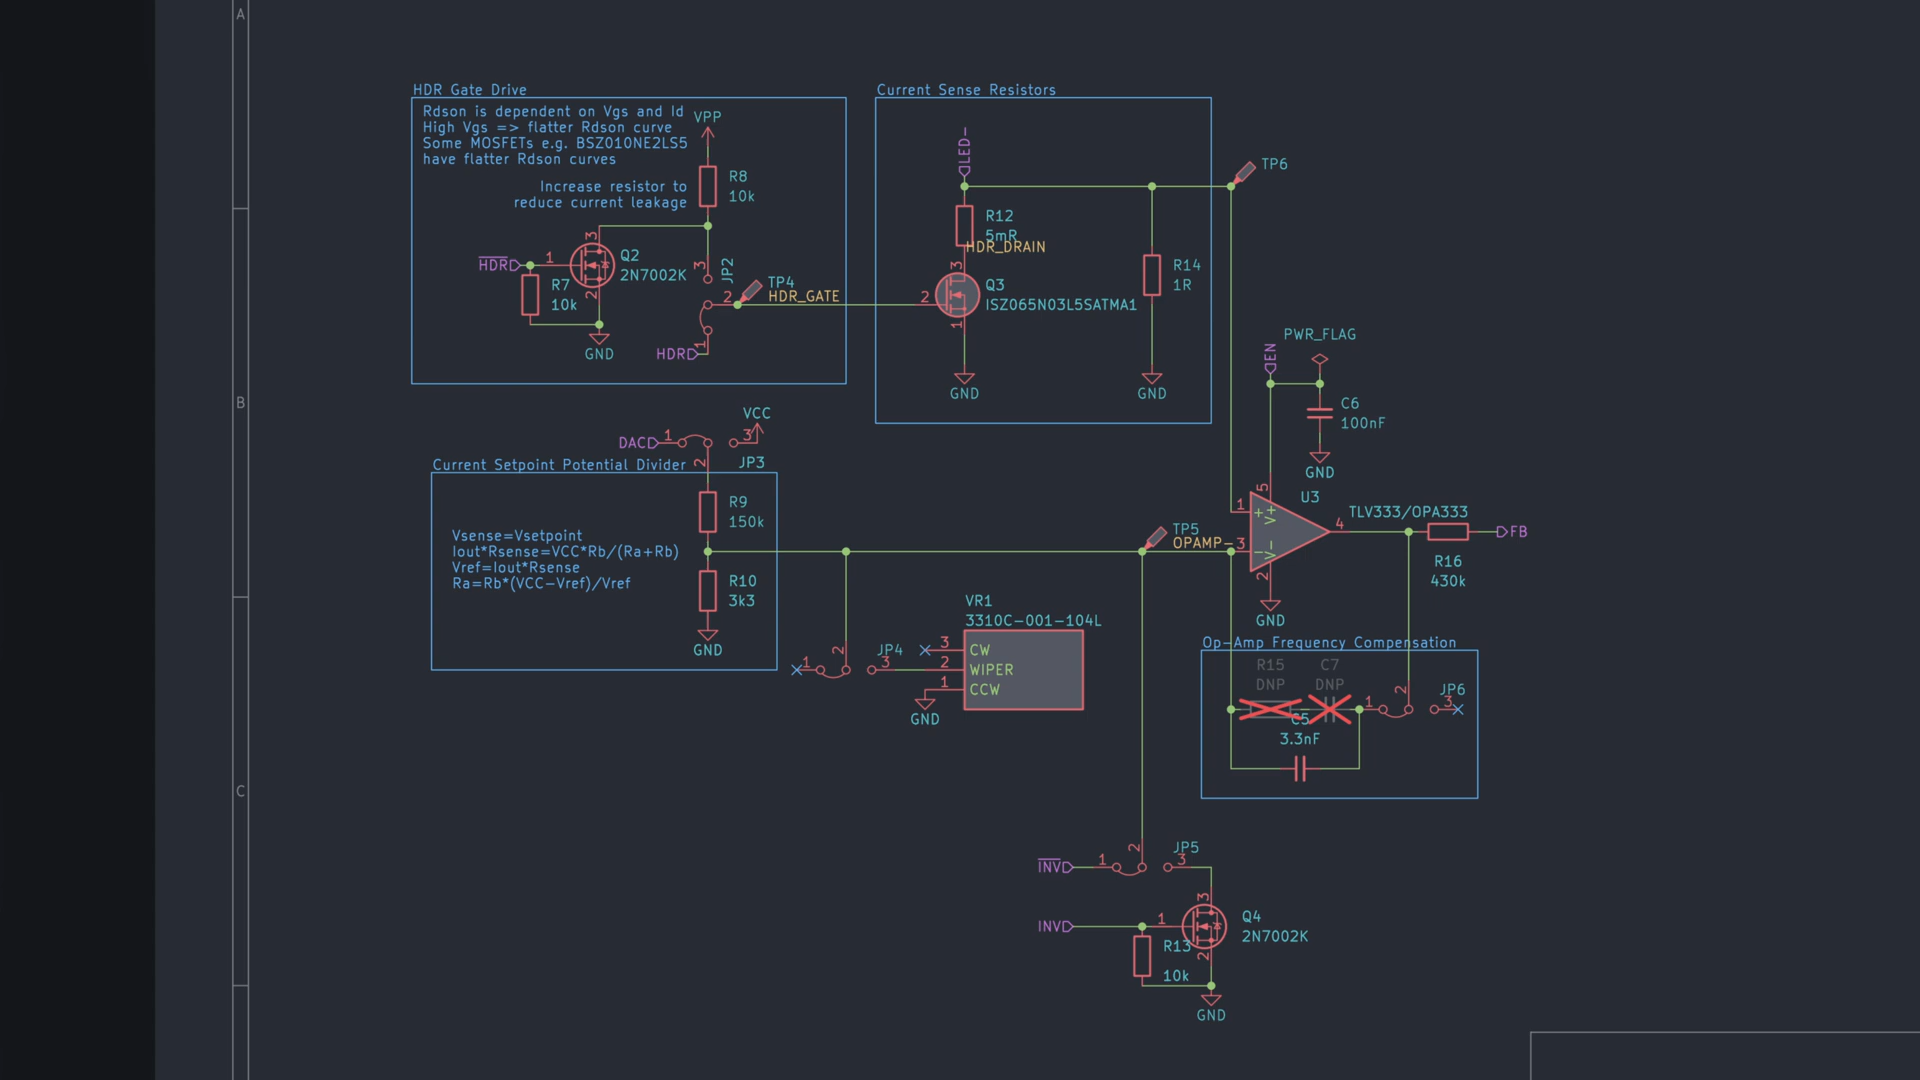 A
B
C
HDR Gate Drive
Rdson is dependent on Vgs and Id
High Vgs => flatter Rdson curve
Some MOSFETs e.g. BSZ010NE2LS5
have flatter Rdson curves
Increase resistor to
reduce current leakage
VPP
R8
10k
HDR
1
3
2
Q2
2N7002K
R7
10k
GND
3
JP2
2
1
TP4
HDR_GATE
HDR
Current Sense Resistors
LED-
R12
5mR
HDR_DRAIN
3
2
1
Q3
ISZ065N03L5SATMA1
R14
1R
GND
GND
TP6
PWR_FLAG
EN
C6
100nF
GND
VCC
DAC
1
3
2
JP3
Current Setpoint Potential Divider
Vsense=Vsetpoint
Iout*Rsense=VCC*Rb/(Ra+Rb)
Vref=Iout*Rsense
Ra=Rb*(VCC-Vref)/Vref
R9
150k
R10
3k3
GND
TP5
OPAMP-
U3
TLV333/OPA333
1
5
3
2
4
+
V+
-
V-
GND
R16
430k
FB
VR1
3310C-001-104L
3
CW
2
WIPER
1
CCW
GND
1
2
3
JP4
Op-Amp Frequency Compensation
R15
DNP
C7
DNP
C5
3.3nF
1
2
3
JP6
INV
1
2
3
JP5
INV
1
3
2
Q4
2N7002K
R13
10k
GND